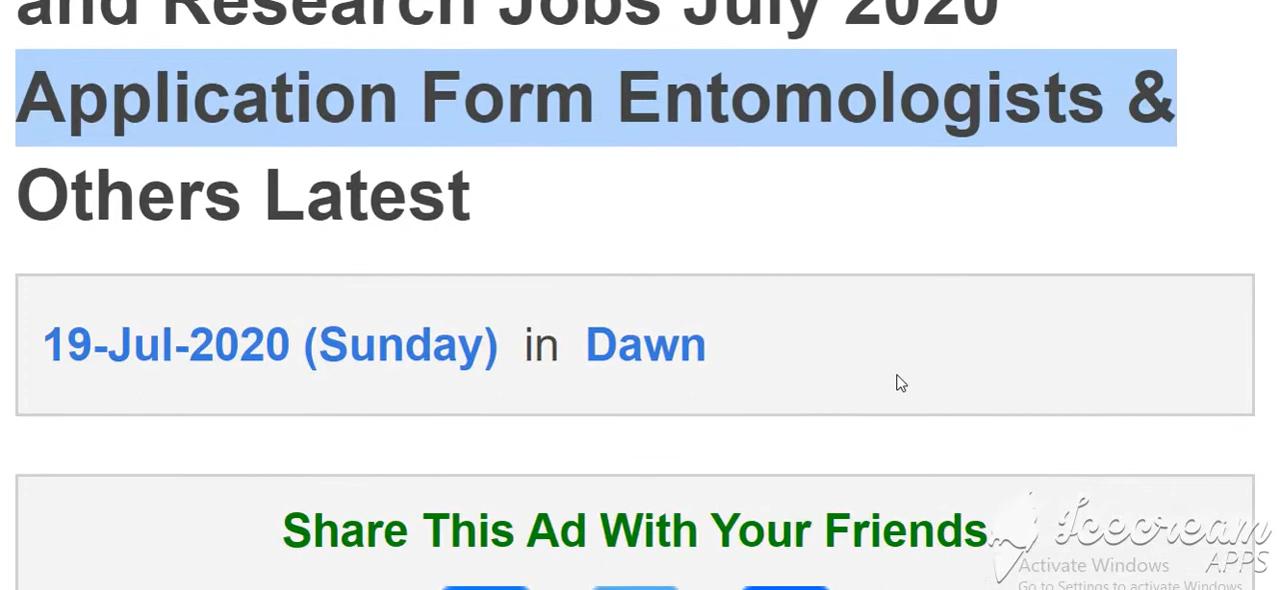 and Research Jobs July 2020
Application Form Entomologists &
Others Latest
19-Jul-2020 (Sunday) in Dawn
Share This Ad With Your Friends
Icecream
APPS
Activate Windows
Go to Settings to activate Windows.